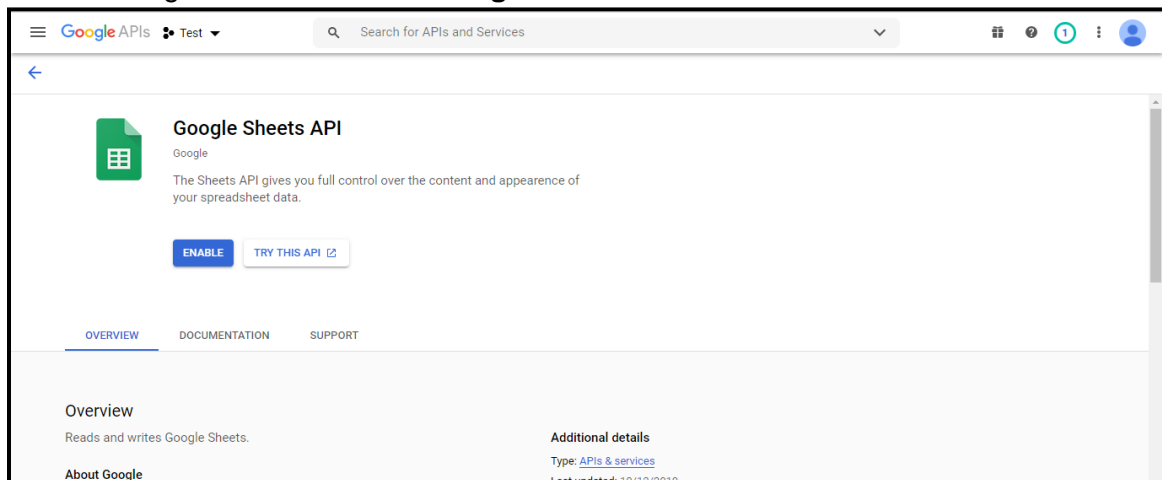 Google APIs Test Search for APIs and Services 1
Google Sheets API
Google
The Sheets API gives you full control over the content and appearence of
your spreadsheet data.
ENABLE TRY THIS API
OVERVIEW DOCUMENTATION SUPPORT
Overview
Reads and writes Google Sheets.
About Google
Additional details
Type: APIs & services
Last updated: